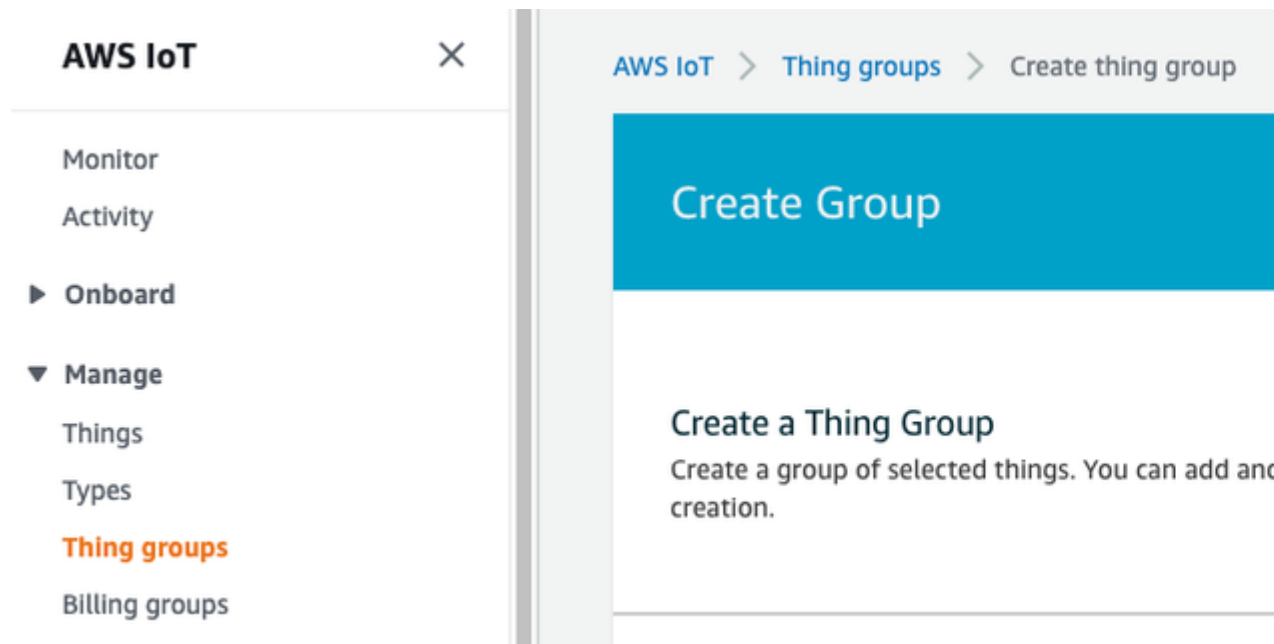 AWS IoT
Monitor
Activity
Onboard
Manage
Things
Types
Thing groups
Billing groups
AWS IoT > Thing groups > Create thing group
Create Group
Create a Thing Group
Create a group of selected things. You can add and
creation.